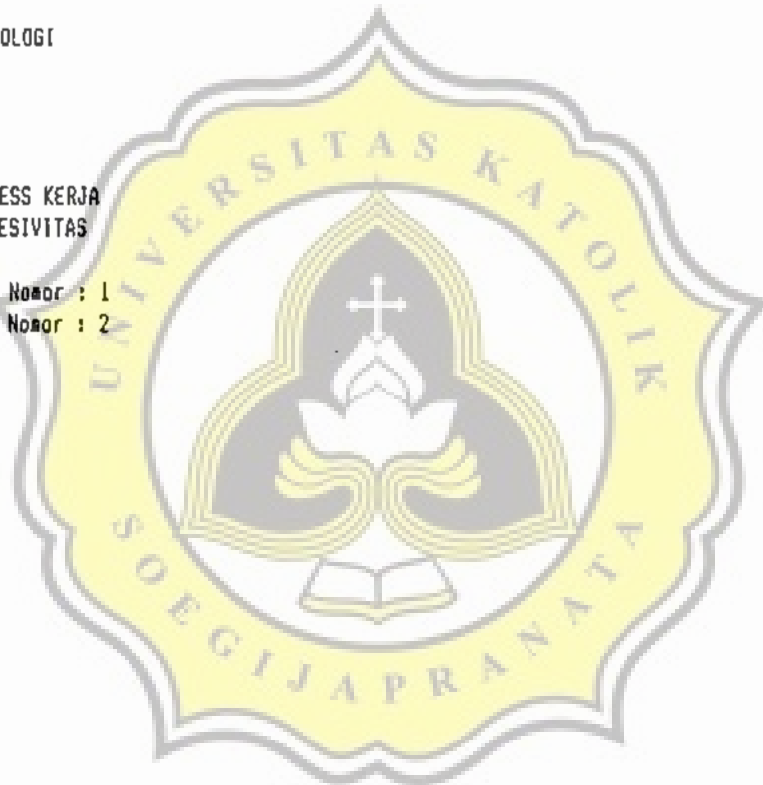 OLOGI
ESS KERJA
ESIVITAS
Nomor : 1
Nomor : 2
UNIVERSITAS KATOLIK
SOEGIJAPRANATA